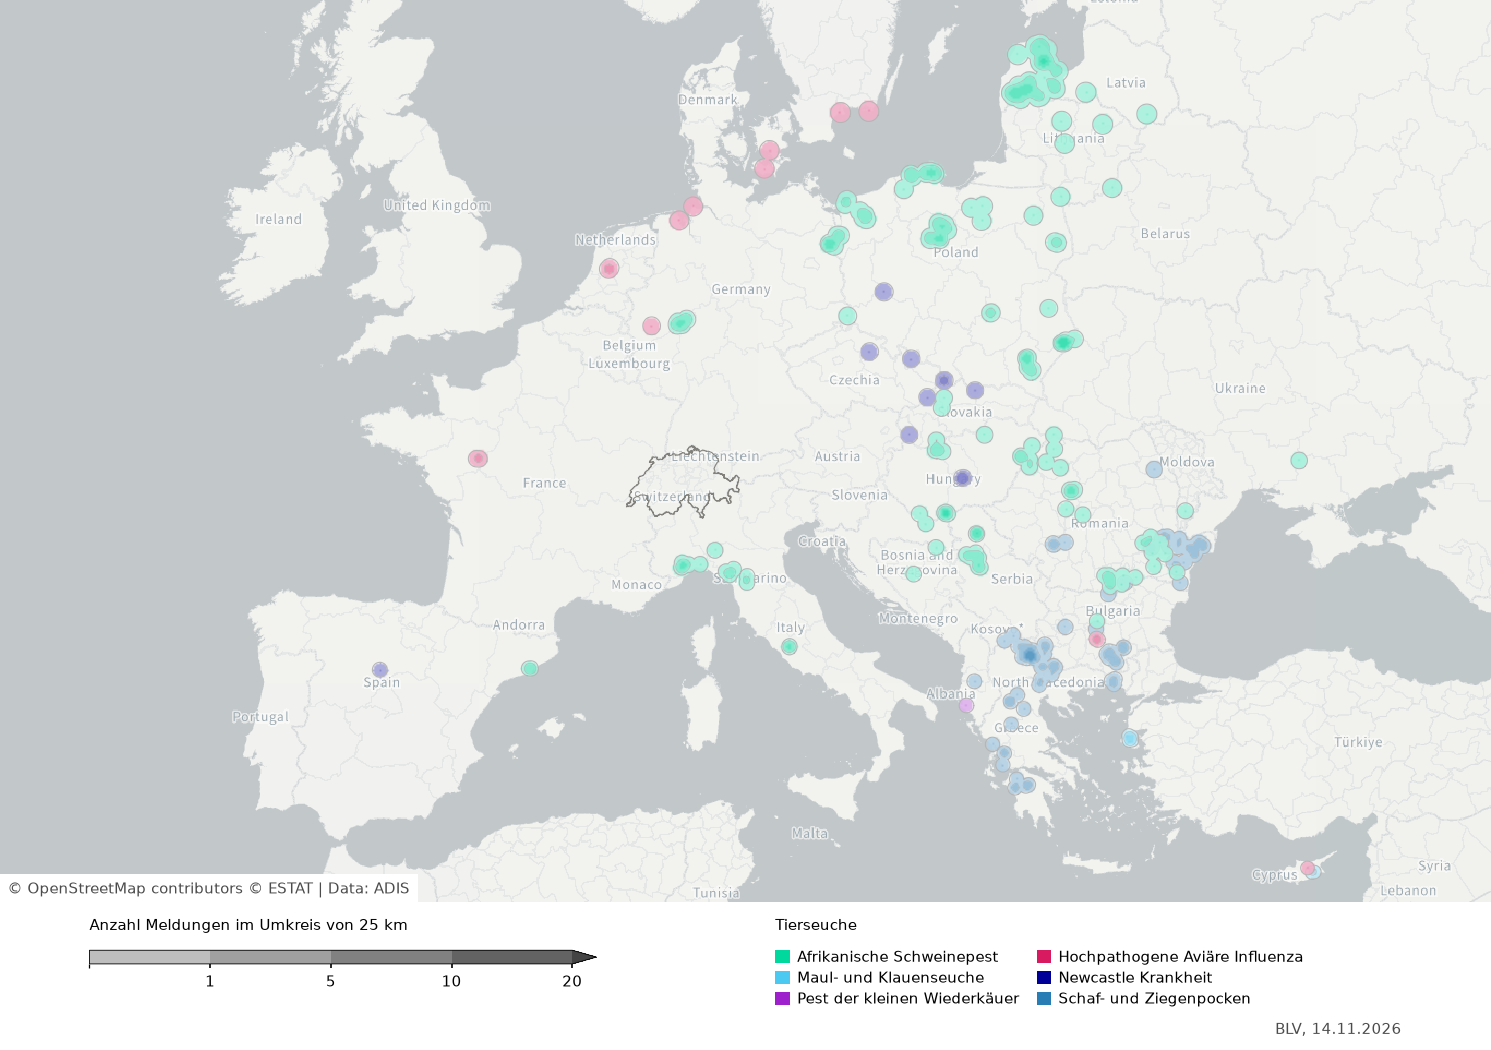 Estonia
Denmark
Latvia
Lithuania
Ireland
United Kingdom
Netherlands
Belarus
Poland
Germany
Belgium
Luxembourg
Czechia
Ukraine
Slovakia
Liechtenstein
Austria
Moldova
France
Switzerland
Slovenia
Hungary
Romania
Croatia
Bosnia and
Herzegovina
Monaco
San Marino
Serbia
Bulgaria
Andorra
Italy
Montenegro
Kosovo*
Spain
Albania
North Macedonia
Portugal
Greece
Türkiye
Malta
Cyprus
Syria
Lebanon
Tunisia
© OpenStreetMap contributors © ESTAT | Data: ADIS
Anzahl Meldungen im Umkreis von 25 km
1 5 10 20
Tierseuche
Afrikanische Schweinepest
Maul- und Klauenseuche
Pest der kleinen Wiederkäuer
Hochpathogene Aviäre Influenza
Newcastle Krankheit
Schaf- und Ziegenpocken
BLV, 14.11.2026